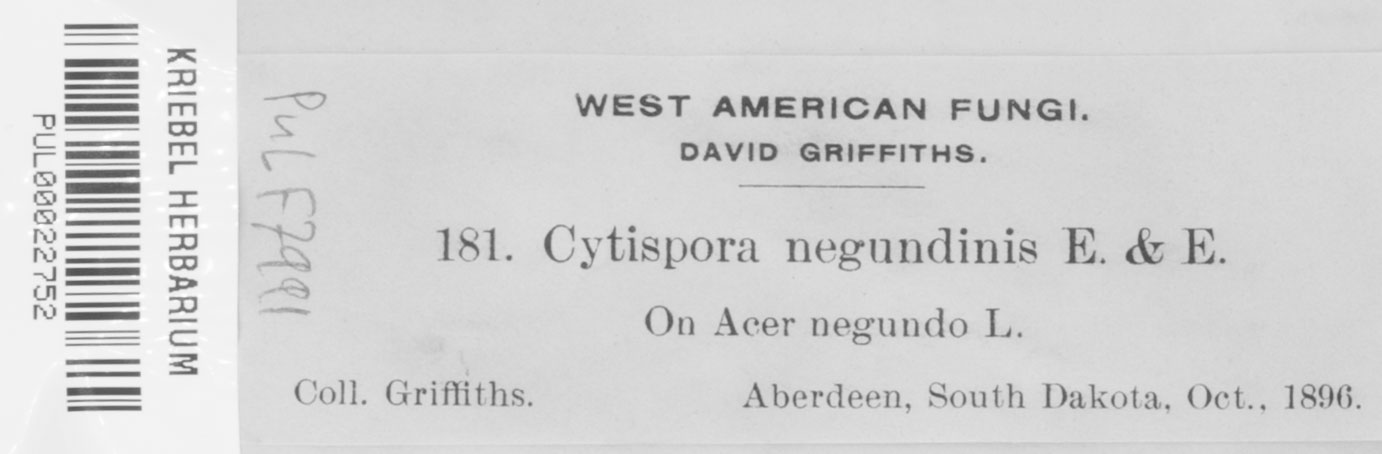 KRIEBEL HERBARIUM
PUL00022752
PUL F7991
WEST AMERICAN FUNGI.
DAVID GRIFFITHS.
181. Cytispora negundinis E. & E.
On Acer negundo L.
Coll. Griffiths. Aberdeen, South Dakota, Oct., 1896.